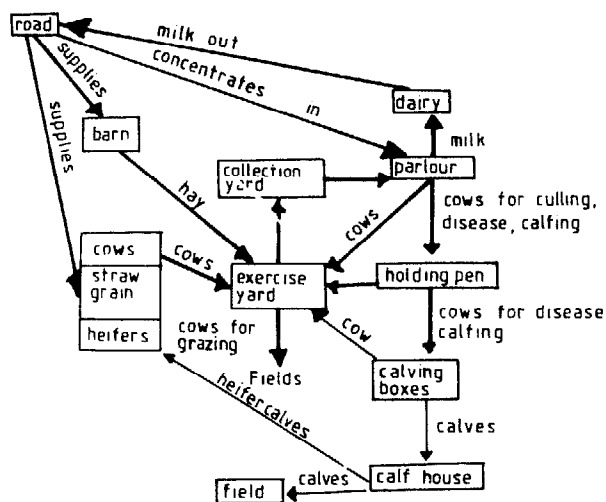 road
milk out
concentrates
in
supplies
supplies
dairy
barn
milk
collection
yard
parlour
hay
cows for culling,
disease, calfing
cows
cows
cows
straw
grain
heifers
exercise
yard
holding pen
cows for
grazing
cow
cows for disease
calfing
Fields
calving
boxes
heifer calves
calves
calf house
calves
field